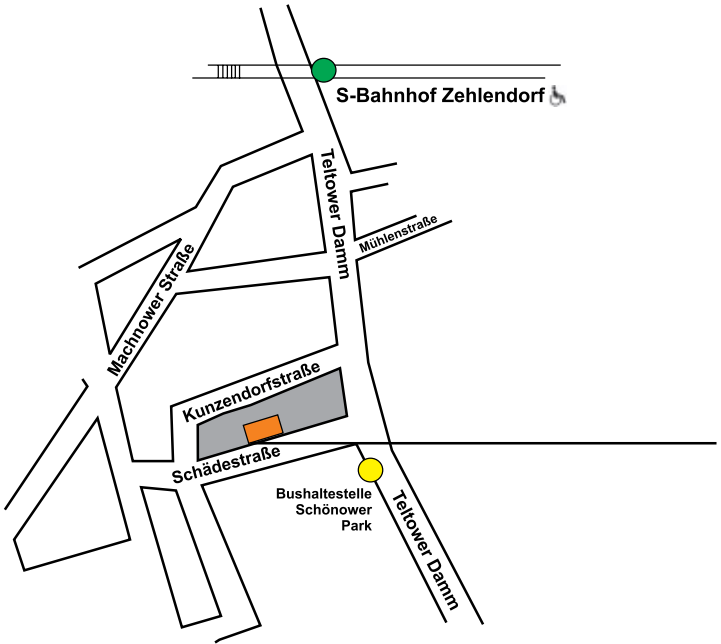 S-Bahnhof Zehlendorf
Teltower Damm
Mühlenstraße
Machnower Straße
Kunzendorfstraße
Schädestraße
Bushaltestelle
Schönower
Park
Teltower Damm